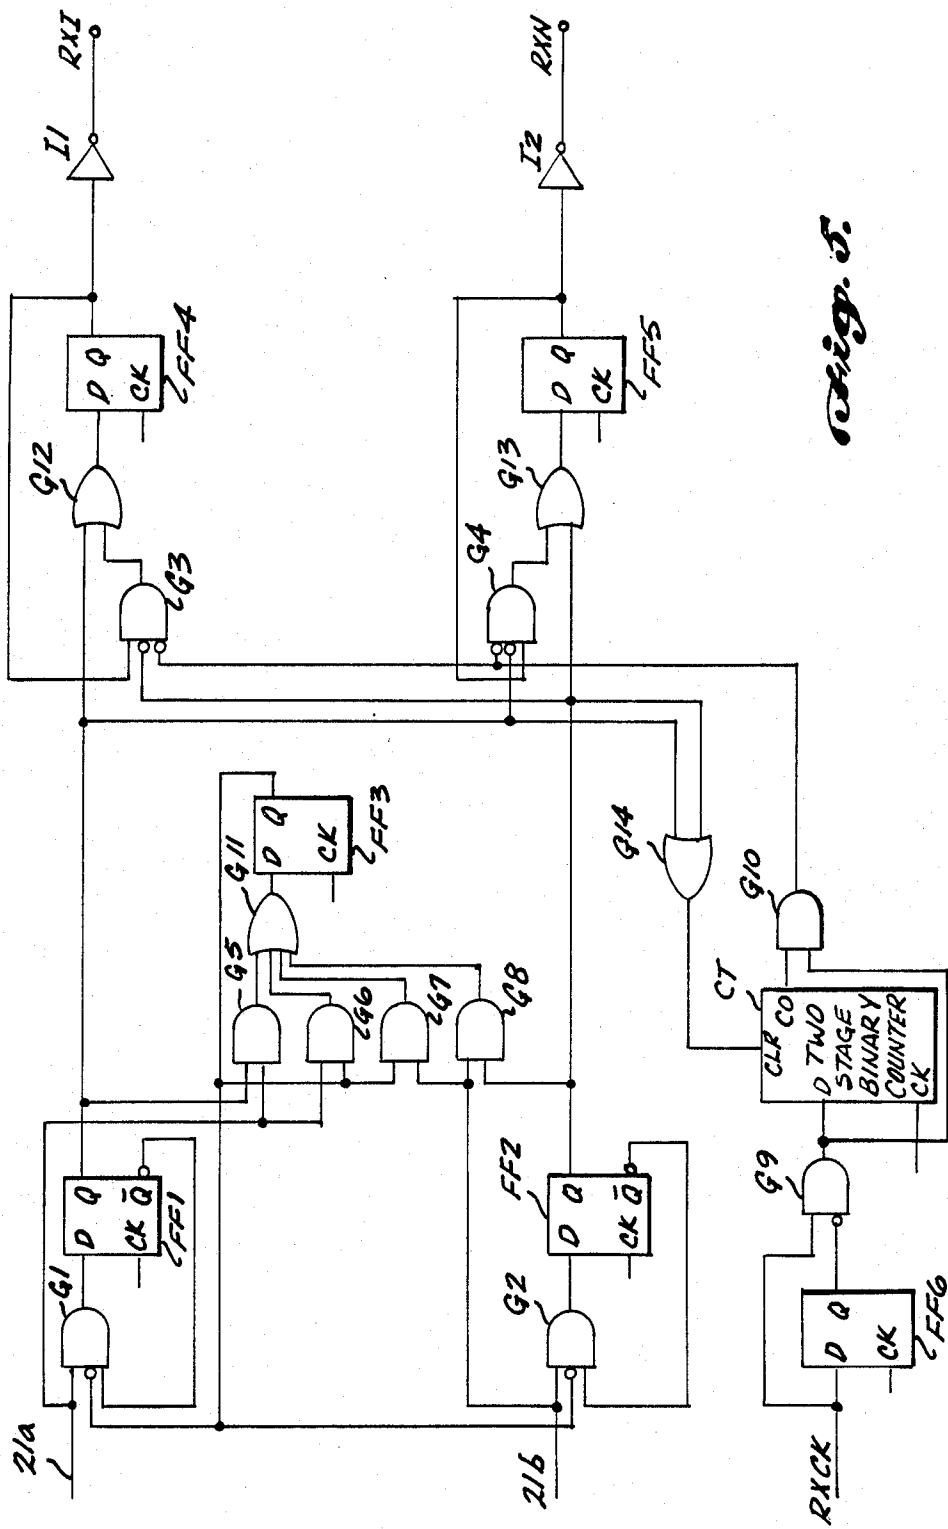 21a
G1
D Q
CK Q̄
FF1
G5
G6
G7
G8
G11
D Q
CK
FF3
G3
G12
D Q
CK
FF4
I1
RXI
21b
G2
FF2
D Q
CK Q̄
G4
G13
D Q
CK
FF5
I2
RXN
G14
RXCK
D Q
CK
FF6
G9
CT
CLR CO
D TWO
STAGE
BINARY
COUNTER
CK
G10
Fig. 5.